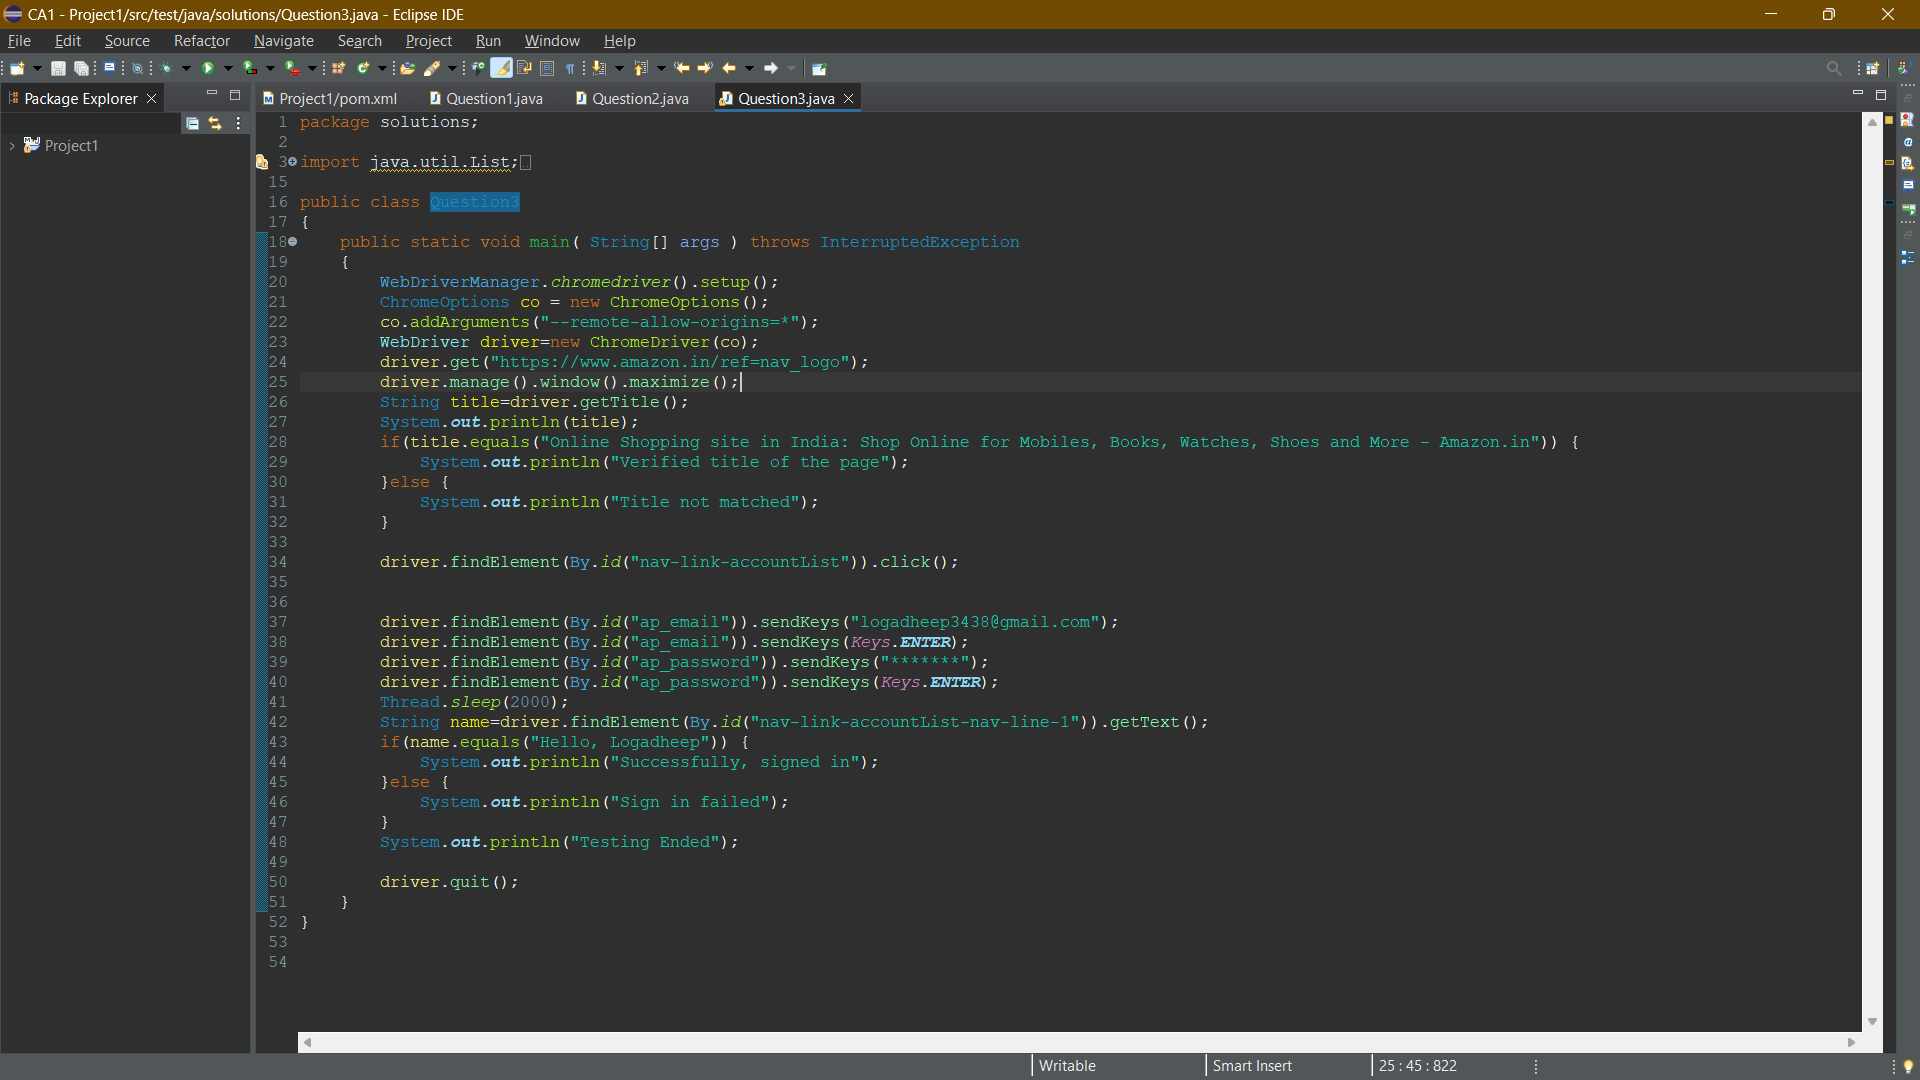 CA1 - Project1/src/test/java/solutions/Question3.java - Eclipse IDE
File Edit Source Refactor Navigate Search Project Run Window Help
Package Explorer
Project1/pom.xml Question1.java Question2.java Question3.java
Project1
1 package solutions;
2
3 import java.util.List;
15
16 public class Question3
17 {
18 public static void main( String[] args ) throws InterruptedException
19 {
20 WebDriverManager.chromedriver().setup();
21 ChromeOptions co = new ChromeOptions();
22 co.addArguments("--remote-allow-origins=*");
23 WebDriver driver=new ChromeDriver(co);
24 driver.get("https://www.amazon.in/ref=nav_logo");
25 driver.manage().window().maximize();
26 String title=driver.getTitle();
27 System.out.println(title);
28 if(title.equals("Online Shopping site in India: Shop Online for Mobiles, Books, Watches, Shoes and More - Amazon.in")) {
29 System.out.println("Verified title of the page");
30 }else {
31 System.out.println("Title not matched");
32 }
33
34 driver.findElement(By.id("nav-link-accountList")).click();
35
36
37 driver.findElement(By.id("ap_email")).sendKeys("logadheep3438@gmail.com");
38 driver.findElement(By.id("ap_email")).sendKeys(Keys.ENTER);
39 driver.findElement(By.id("ap_password")).sendKeys("*******");
40 driver.findElement(By.id("ap_password")).sendKeys(Keys.ENTER);
41 Thread.sleep(2000);
42 String name=driver.findElement(By.id("nav-link-accountList-nav-line-1")).getText();
43 if(name.equals("Hello, Logadheep")) {
44 System.out.println("Successfully, signed in");
45 }else {
46 System.out.println("Sign in failed");
47 }
48 System.out.println("Testing Ended");
49
50 driver.quit();
51 }
52 }
53
54
Writable Smart Insert 25 : 45 : 822